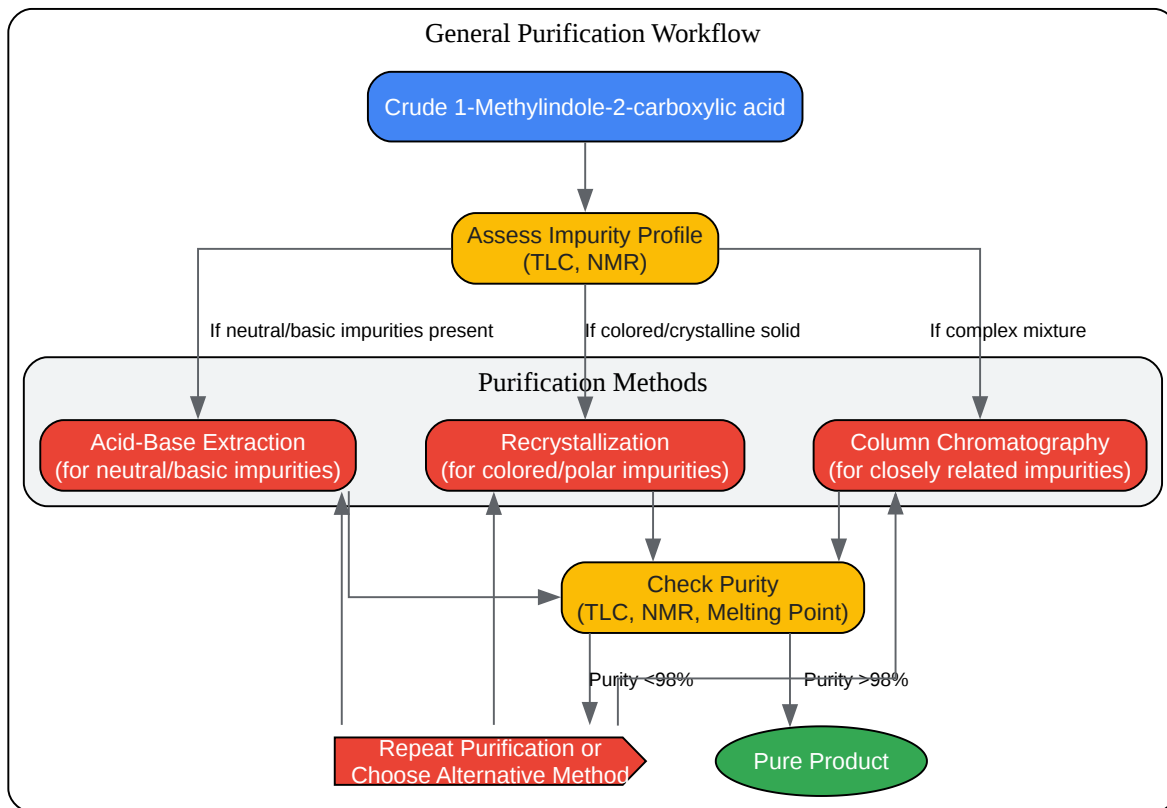 General Purification Workflow
Crude 1-Methylindole-2-carboxylic acid
Assess Impurity Profile
(TLC, NMR)
If neutral/basic impurities present
If colored/crystalline solid
If complex mixture
Purification Methods
Acid-Base Extraction
(for neutral/basic impurities)
Recrystallization
(for colored/polar impurities)
Column Chromatography
(for closely related impurities)
Check Purity
(TLC, NMR, Melting Point)
Purity <98%
Purity >98%
Repeat Purification or
Choose Alternative Method
Pure Product